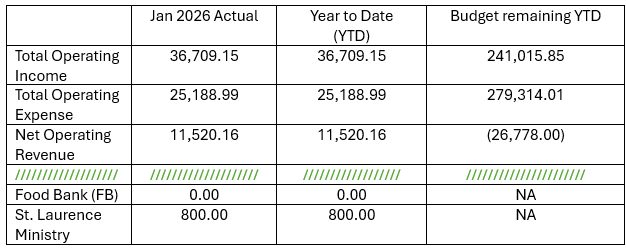 Jan 2026 Actual Year to Date (YTD) Budget remaining YTD
Total Operating Income 36,709.15 36,709.15 241,015.85
Total Operating Expense 25,188.99 25,188.99 279,314.01
Net Operating Revenue 11,520.16 11,520.16 (26,778.00)
/////////////////// //////////////////// ////////////////// //////////////////////
Food Bank (FB) 0.00 0.00 NA
St. Laurence Ministry 800.00 800.00 NA